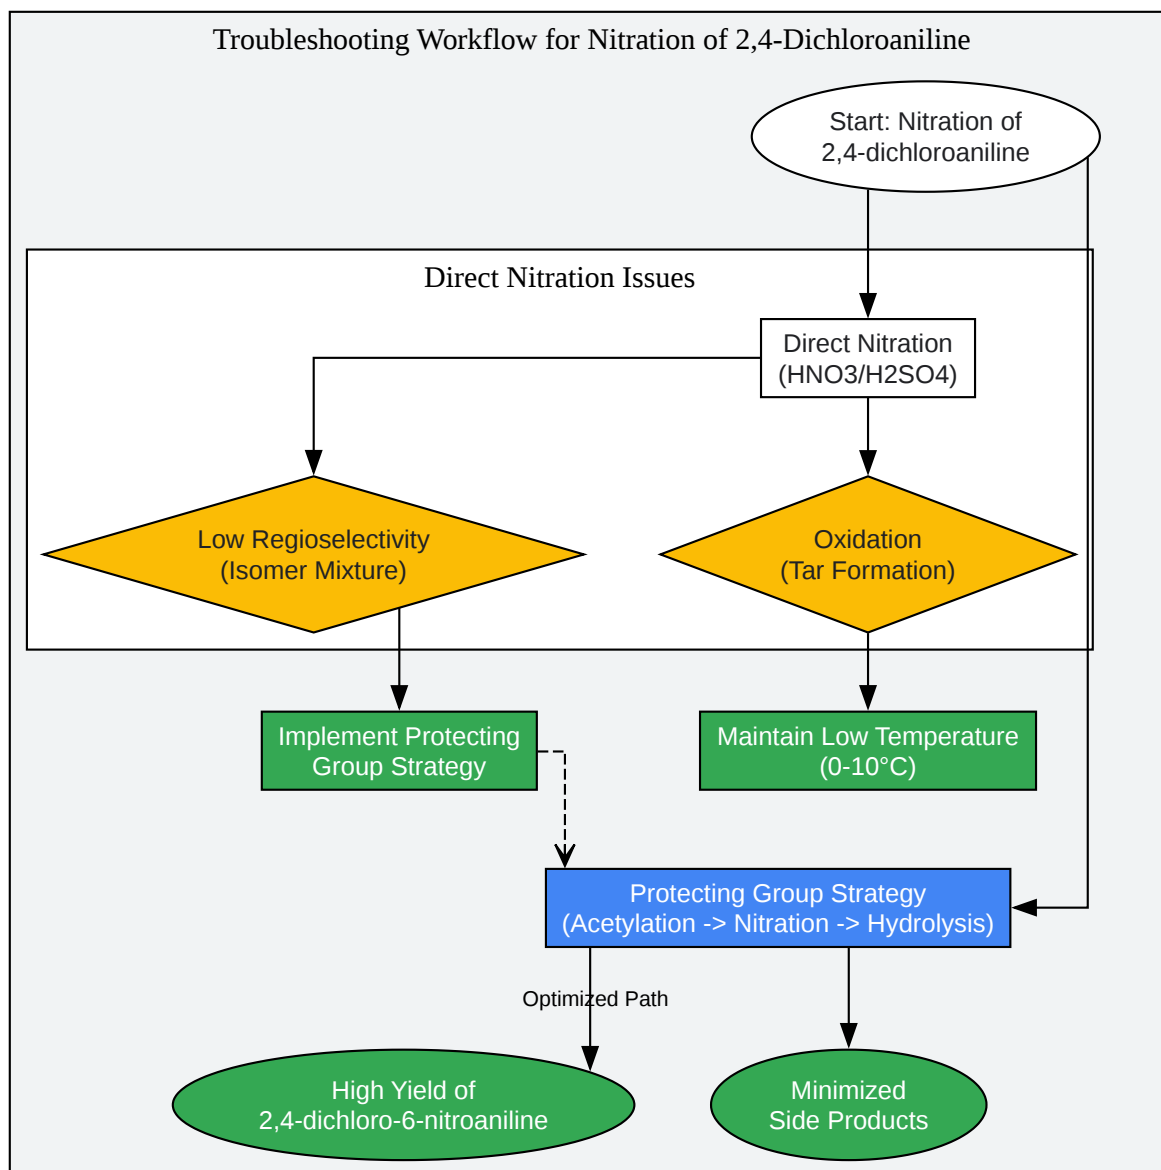 Troubleshooting Workflow for Nitration of 2,4-Dichloroaniline
Start: Nitration of
2,4-dichloroaniline
Direct Nitration Issues
Direct Nitration
(HNO3/H2SO4)
Low Regioselectivity
(Isomer Mixture)
Oxidation
(Tar Formation)
Implement Protecting
Group Strategy
Maintain Low Temperature
(0-10°C)
Protecting Group Strategy
(Acetylation -> Nitration -> Hydrolysis)
Optimized Path
High Yield of
2,4-dichloro-6-nitroaniline
Minimized
Side Products